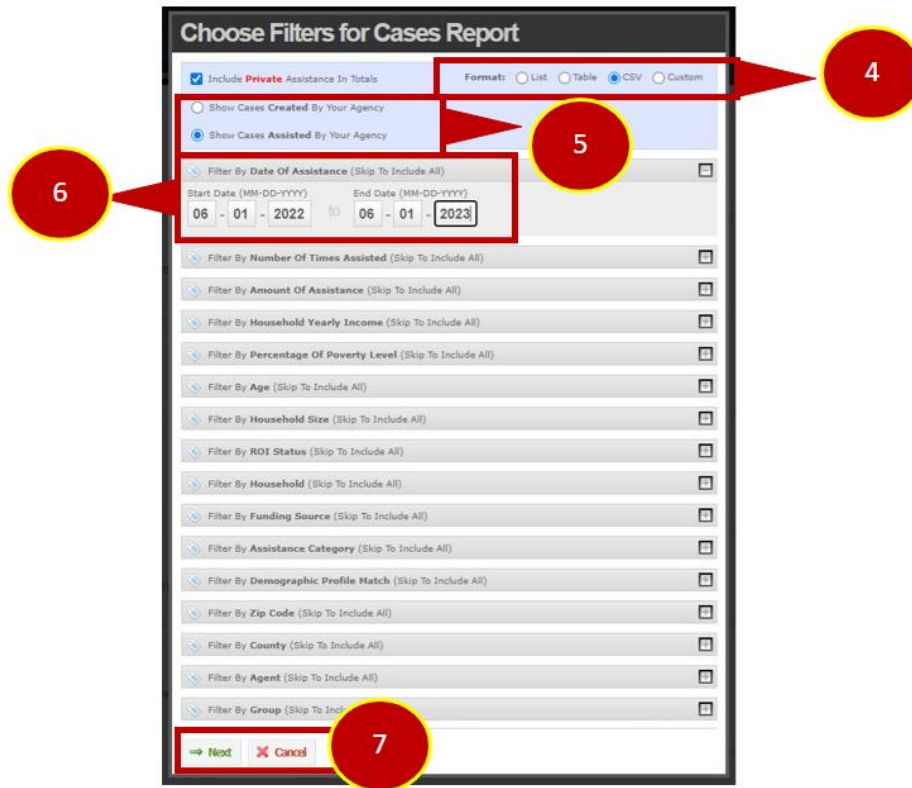 Choose Filters for Cases Report
Include Private Assistance In Totals
Format: List Table CSV Custom
4
Show Cases Created By Your Agency
Show Cases Assisted By Your Agency
5
Filter By Date Of Assistance (Skip To Include All)
6
Start Date (MM-DD-YYYY) End Date (MM-DD-YYYY)
06 - 01 - 2022 to 06 - 01 - 2023
Filter By Number Of Times Assisted (Skip To Include All)
Filter By Amount Of Assistance (Skip To Include All)
Filter By Household Yearly Income (Skip To Include All)
Filter By Percentage Of Poverty Level (Skip To Include All)
Filter By Age (Skip To Include All)
Filter By Household Size (Skip To Include All)
Filter By ROI Status (Skip To Include All)
Filter By Household (Skip To Include All)
Filter By Funding Source (Skip To Include All)
Filter By Assistance Category (Skip To Include All)
Filter By Demographic Profile Match (Skip To Include All)
Filter By Zip Code (Skip To Include All)
Filter By County (Skip To Include All)
Filter By Agent (Skip To Include All)
Filter By Group (Skip To
Next Cancel
7